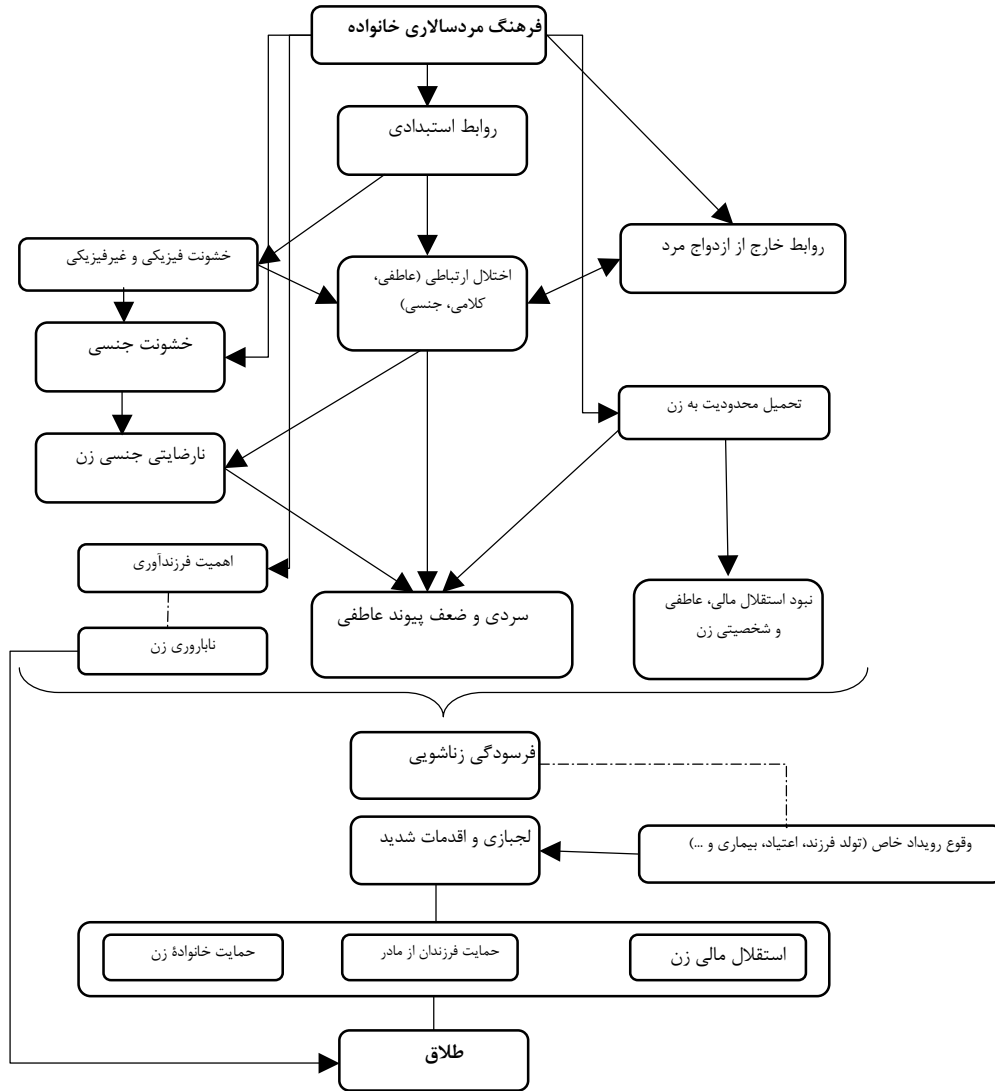 فرهنگ مردسالاری خانواده
روابط استبدادی
روابط خارج از ازدواج مرد
خشونت فیزیکی و غیرفیزیکی
اختلال ارتباطی (عاطفی،
کلامی، جنسی)
خشونت جنسی
تحمیل محدودیت به زن
نارضایتی جنسی زن
اهمیت فرزندآوری
نبود استقلال مالی، عاطفی
و شخصیتی زن
سردی و ضعف پیوند عاطفی
ناباروری زن
فرسودگی زناشویی
لجبازی و اقدمات شدید
وقوع رویداد خاص (تولد فرزند، اعتیاد، بیماری و ...)
استقلال مالی زن
حمایت فرزندان از مادر
حمایت خانوادۀ زن
طلاق